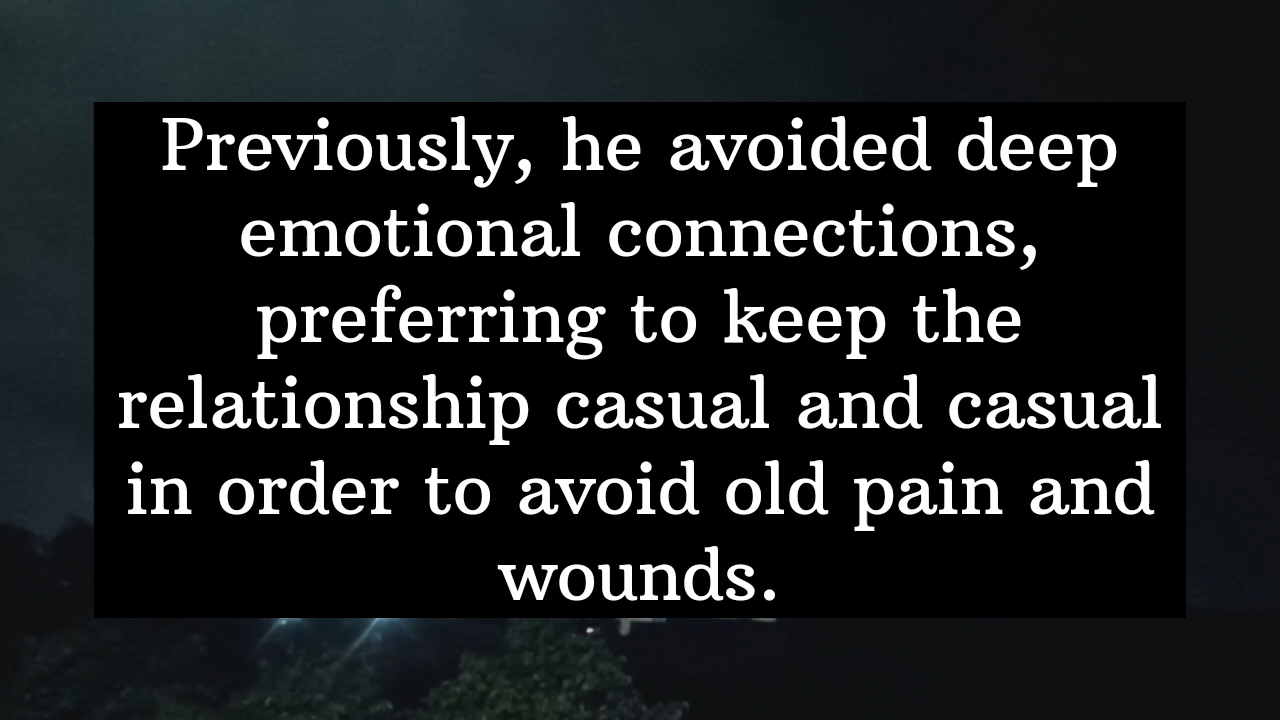 Previously, he avoided deep
emotional connections,
preferring to keep the
relationship casual and casual
in order to avoid old pain and
wounds.